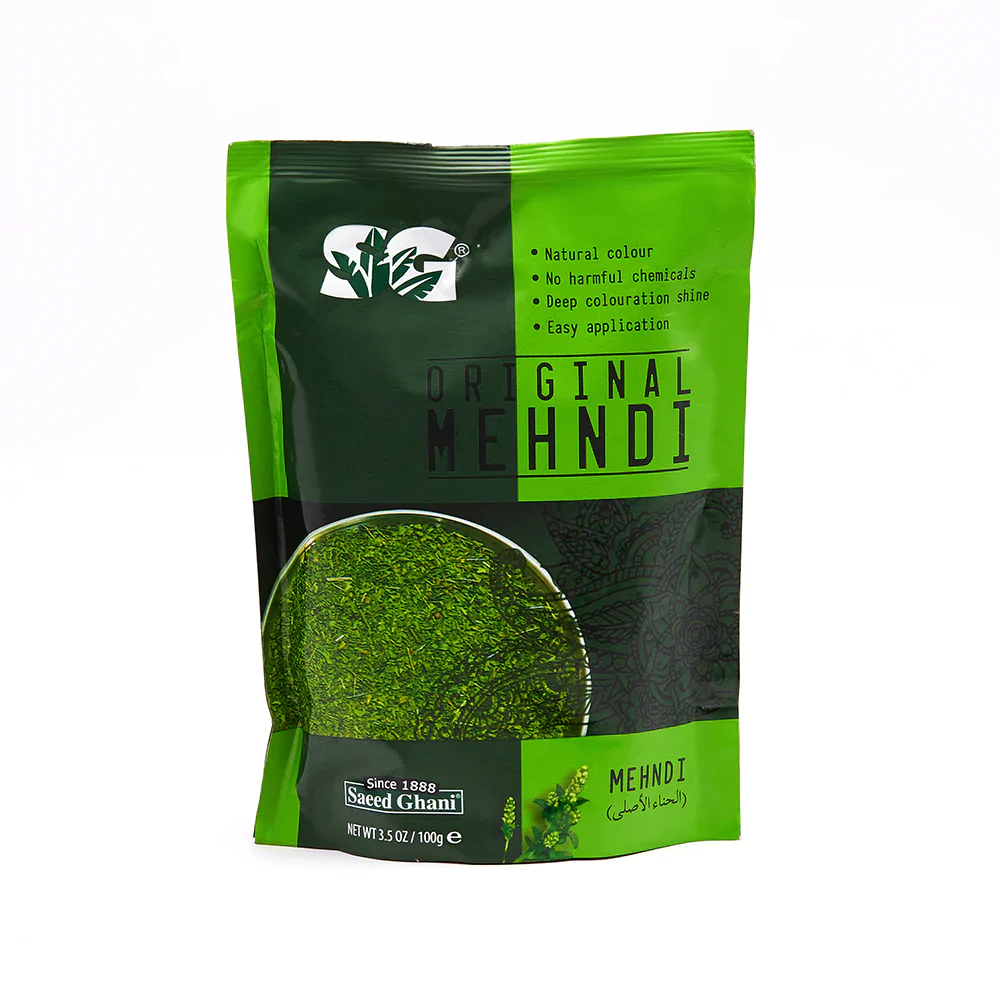 SG®
• Natural colour
• No harmful chemicals
• Deep colouration shine
• Easy application
ORIGINAL
MEHNDI
Since 1888
Saeed Ghani®
NET WT 3.5 OZ / 100g ℮
MEHNDI
(الحناء الأصلي)